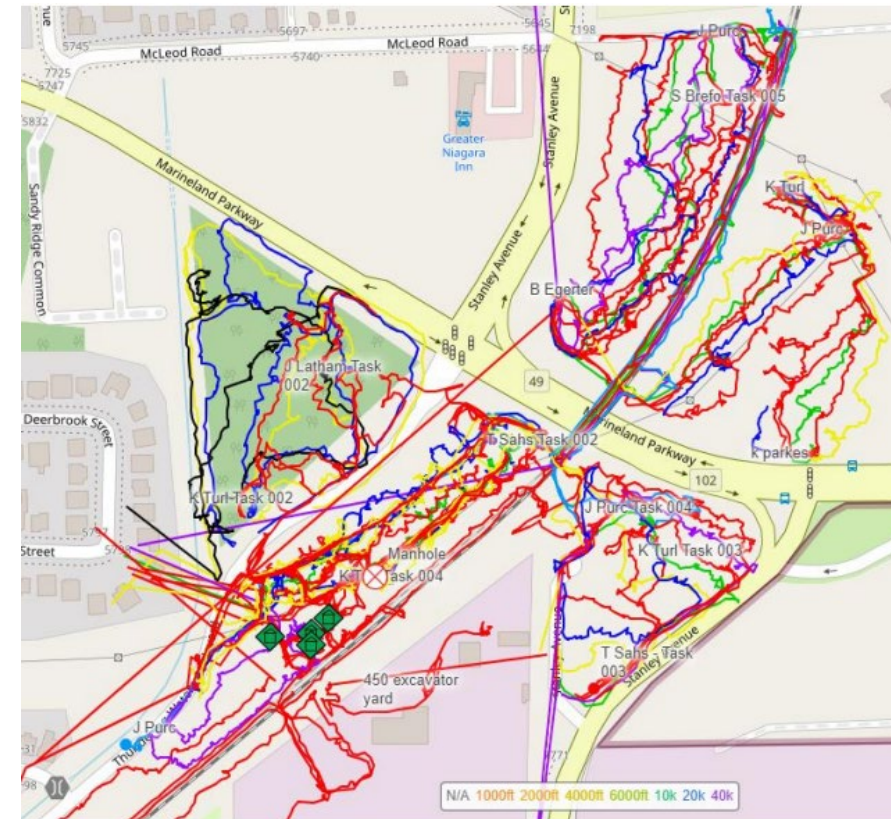 5697
5645
7198
McLeod Road
McLeod Road
5745
5740
7725
5747
J Purc
S Brefo Task 005
5832
Greater
Niagara
Inn
Marineland Parkway
Stanley Avenue
Sandy Ridge Common
K Turl
J Purc
Stanley Avenue
B Egerter
J Latham Task
002
49
Marineland Parkway
Deerbrook Street
T Sahs Task 002
k parkes
102
K Turl Task 002
J Purc Task 004
Street
Manhole
K Turl Task 003
Task 004
T Sahs - Task
003
Stanley Avenue
450 excavator
yard
J Purc
N/A 1000ft 2000ft 4000ft 6000ft 10k 20k 40k